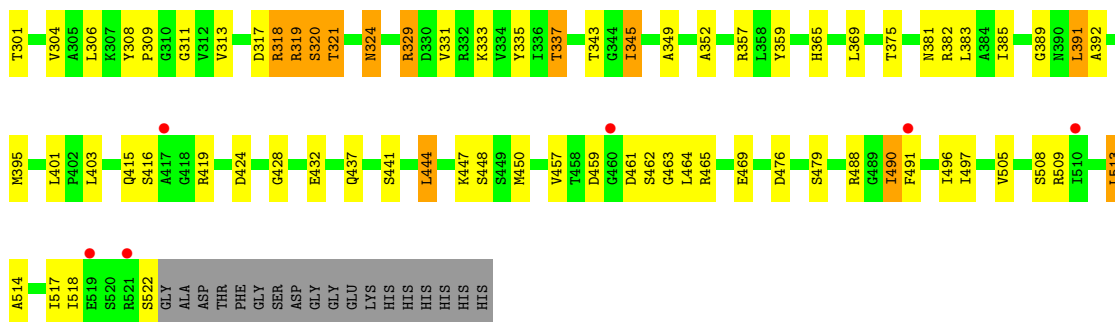 T301 V304 A305 L306 K307 Y308 P309 G310 G311 V312 V313 D317 R318 R319 S320 T321 N324 R329 D330 V331 R332 K333 V334 Y335 I336 T337 T343 G344 I345 A349 A352 R357 L358 Y359 H365 L369 T375 N381 R382 L383 A384 I385 G389 N390 L391 A392
M395 L401 P402 L403 Q415 S416 A417 G418 R419 D424 G428 E432 Q437 S441 L444 K447 S448 S449 M450 V457 T458 D459 G460 D461 S462 G463 L464 R465 E469 D476 S479 R488 G489 I490 F491 I496 I497 V505 S508 R509 I510
A514 I517 I518 E519 S520 R521 S522 GLY ALA ASP THR PHE GLY SER ASP GLY GLY GLU LYS HIS HIS HIS HIS HIS HIS